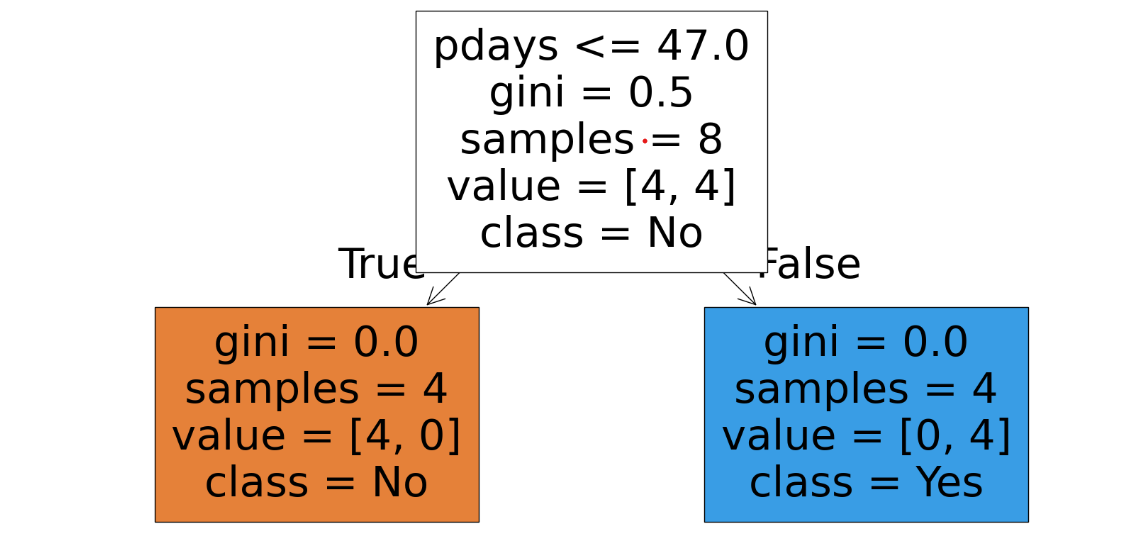 pdays <= 47.0
gini = 0.5
samples = 8
value = [4, 4]
class = No
True
False
gini = 0.0
samples = 4
value = [4, 0]
class = No
gini = 0.0
samples = 4
value = [0, 4]
class = Yes